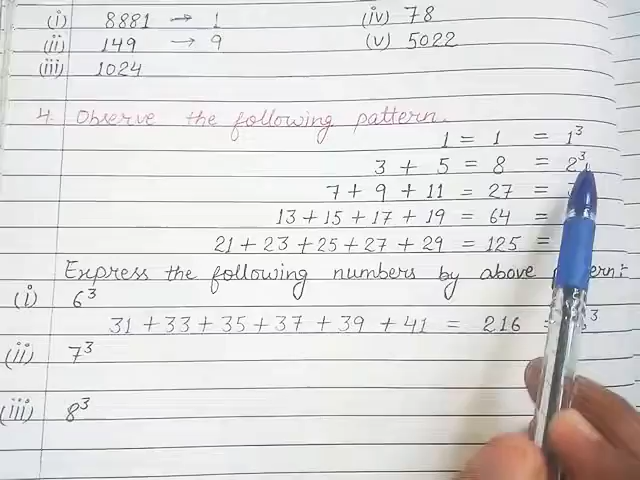 (i) 8881 → 1 (iv) 78
(ii) 149 → 9 (v) 5022
(iii) 1024
4. Observe the following pattern.
1 = 1 = 1³
3 + 5 = 8 = 2³
7 + 9 + 11 = 27 =
13 + 15 + 17 + 19 = 64 =
21 + 23 + 25 + 27 + 29 = 125 =
Express the following numbers by above
(i) 6³
31 + 33 + 35 + 37 + 39 + 41 = 216 = ³
(ii) 7³
(iii) 8³